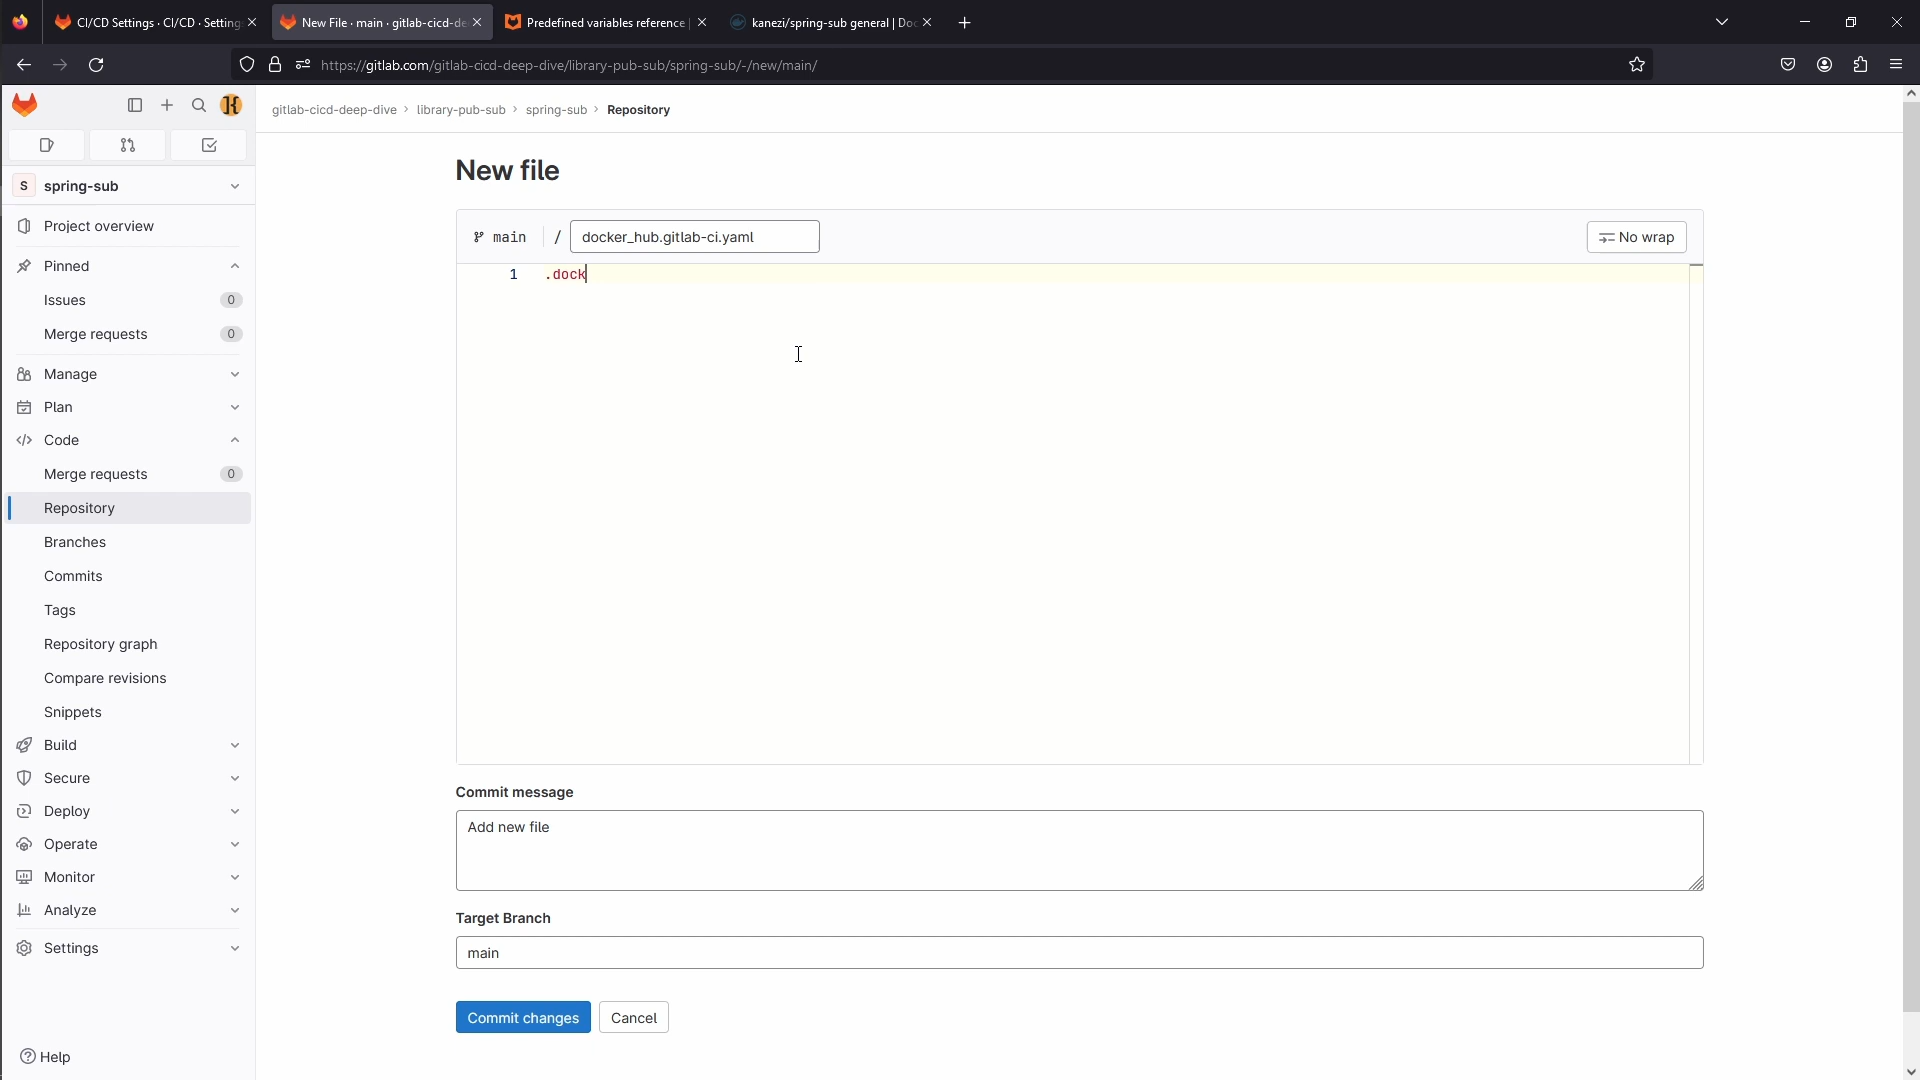 CI/CD Settings · CI/CD · Setting
New File · main · gitlab-cicd-de
Predefined variables reference |
kanezi/spring-sub general | Doc
https://gitlab.com/gitlab-cicd-deep-dive/library-pub-sub/spring-sub/-/new/main/
gitlab-cicd-deep-dive › library-pub-sub › spring-sub › Repository
S spring-sub
Project overview
Pinned
Issues 0
Merge requests 0
Manage
Plan
Code
Merge requests 0
Repository
Branches
Commits
Tags
Repository graph
Compare revisions
Snippets
Build
Secure
Deploy
Operate
Monitor
Analyze
Settings
Help
New file
main / docker_hub.gitlab-ci.yaml No wrap
1 .dock
Commit message
Add new file
Target Branch
main
Commit changes Cancel